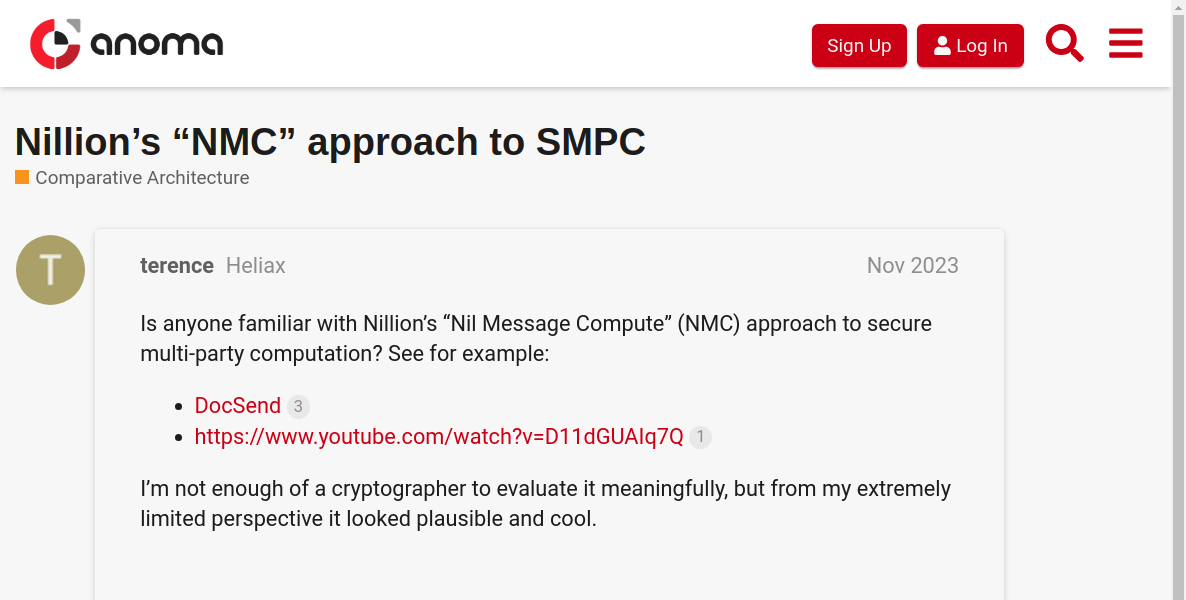 anoma
Sign Up
Log In
Nillion’s “NMC” approach to SMPC
Comparative Architecture
T
terence Heliax
Nov 2023
Is anyone familiar with Nillion’s “Nil Message Compute” (NMC) approach to secure
multi-party computation? See for example:
DocSend 3
https://www.youtube.com/watch?v=D11dGUAIq7Q 1
I’m not enough of a cryptographer to evaluate it meaningfully, but from my extremely
limited perspective it looked plausible and cool.